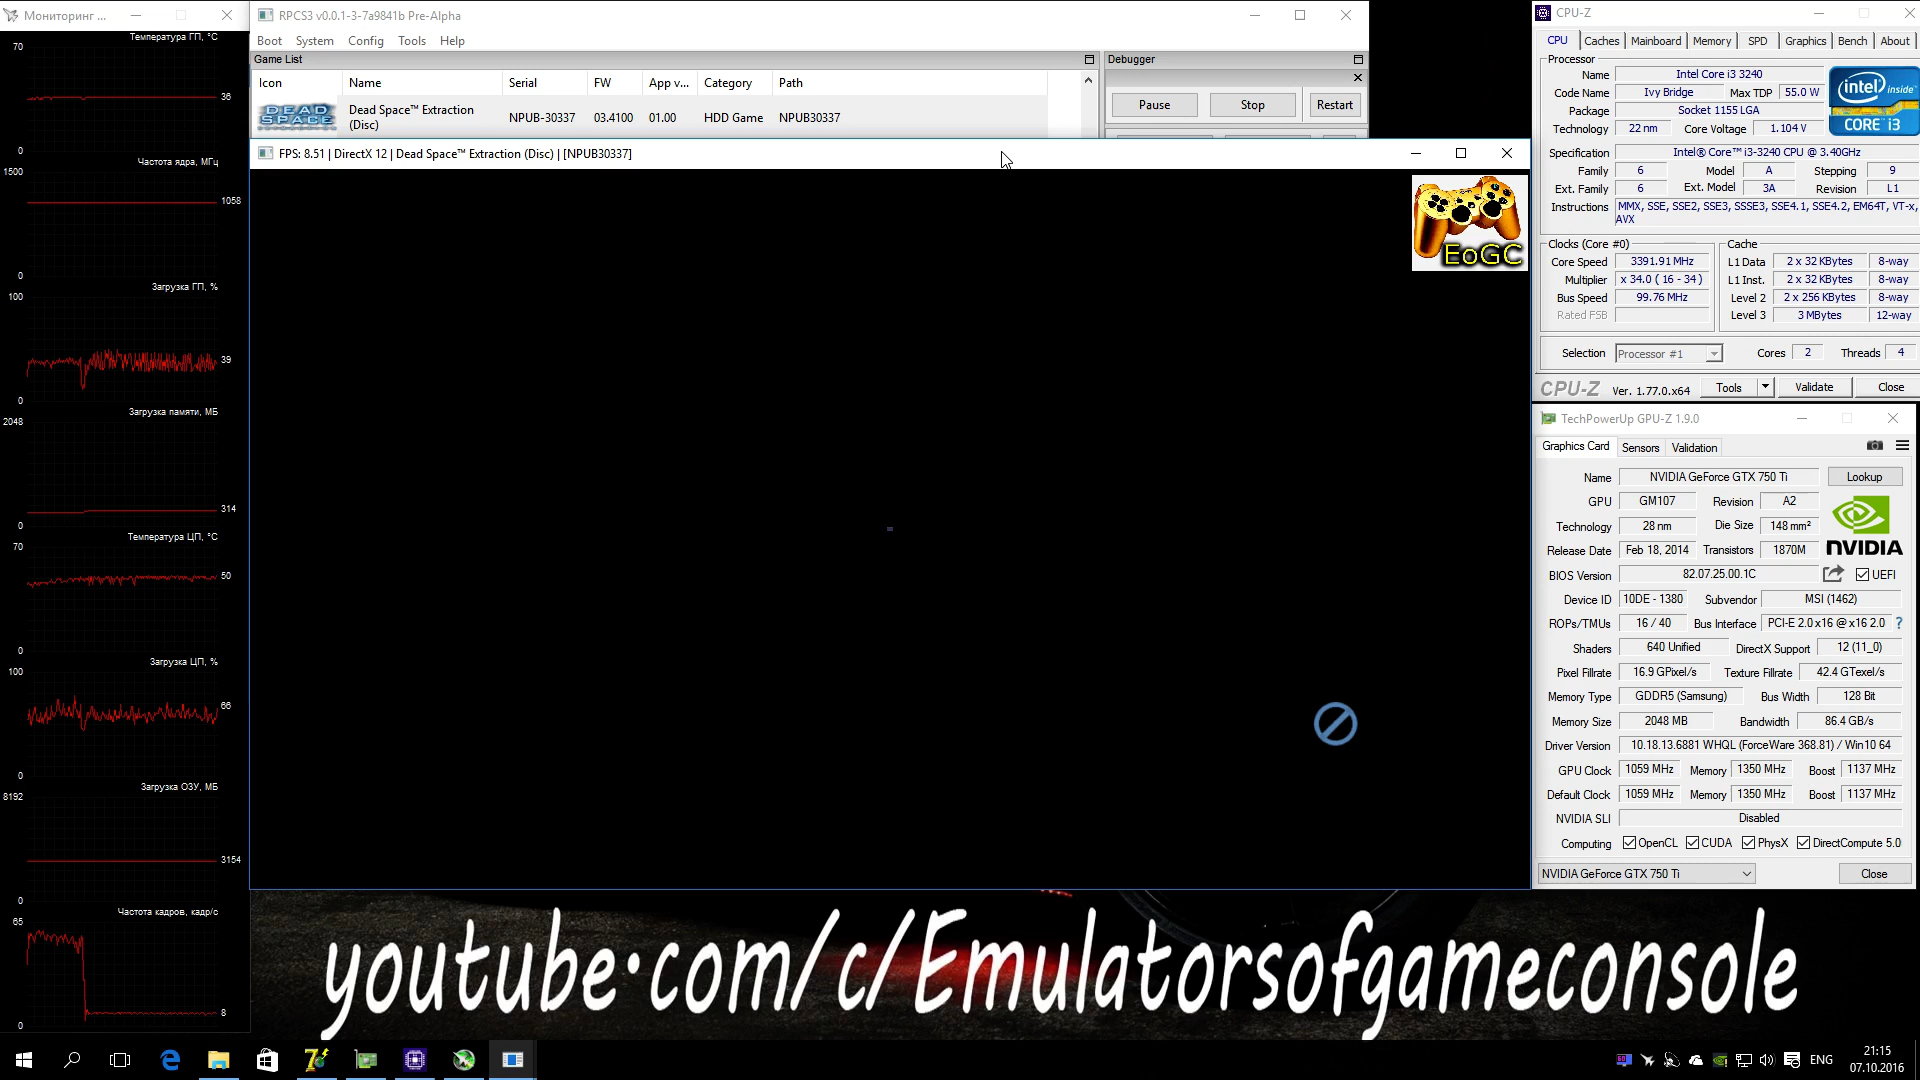 Мониторинг ...
Температура ГП, °C
70
36
0
Частота ядра, МГц
1500
1058
0
Загрузка ГП, %
100
39
0
Загрузка памяти, МБ
2048
314
0
Температура ЦП, °C
70
50
0
Загрузка ЦП, %
100
66
0
Загрузка ОЗУ, МБ
8192
3154
0
Частота кадров, кадр/с
65
8
0
RPCS3 v0.0.1-3-7a9841b Pre-Alpha
Boot System Config Tools Help
Game List
Icon Name Serial FW App v... Category Path
DEAD SPACE
Dead Space™ Extraction (Disc) NPUB-30337 03.4100 01.00 HDD Game NPUB30337
Debugger
Pause Stop Restart
FPS: 8.51 | DirectX 12 | Dead Space™ Extraction (Disc) | [NPUB30337]
EoGC
CPU-Z
CPU Caches Mainboard Memory SPD Graphics Bench About
Processor
Name Intel Core i3 3240
Code Name Ivy Bridge Max TDP 55.0 W
Package Socket 1155 LGA
Technology 22 nm Core Voltage 1.104 V
intel inside™
CORE i3
Specification Intel® Core™ i3-3240 CPU @ 3.40GHz
Family 6 Model A Stepping 9
Ext. Family 6 Ext. Model 3A Revision L1
Instructions MMX, SSE, SSE2, SSE3, SSSE3, SSE4.1, SSE4.2, EM64T, VT-x,
AVX
Clocks (Core #0) Cache
Core Speed 3391.91 MHz L1 Data 2 x 32 KBytes 8-way
Multiplier x 34.0 ( 16 - 34 ) L1 Inst. 2 x 32 KBytes 8-way
Bus Speed 99.76 MHz Level 2 2 x 256 KBytes 8-way
Rated FSB Level 3 3 MBytes 12-way
Selection Processor #1 Cores 2 Threads 4
CPU-Z Ver. 1.77.0.x64 Tools Validate Close
TechPowerUp GPU-Z 1.9.0
Graphics Card Sensors Validation
Name NVIDIA GeForce GTX 750 Ti Lookup
GPU GM107 Revision A2
Technology 28 nm Die Size 148 mm²
Release Date Feb 18, 2014 Transistors 1870M
NVIDIA
BIOS Version 82.07.25.00.1C UEFI
Device ID 10DE - 1380 Subvendor MSI (1462)
ROPs/TMUs 16 / 40 Bus Interface PCI-E 2.0 x16 @ x16 2.0 ?
Shaders 640 Unified DirectX Support 12 (11_0)
Pixel Fillrate 16.9 GPixel/s Texture Fillrate 42.4 GTexel/s
Memory Type GDDR5 (Samsung) Bus Width 128 Bit
Memory Size 2048 MB Bandwidth 86.4 GB/s
Driver Version 10.18.13.6881 WHQL (ForceWare 368.81) / Win10 64
GPU Clock 1059 MHz Memory 1350 MHz Boost 1137 MHz
Default Clock 1059 MHz Memory 1350 MHz Boost 1137 MHz
NVIDIA SLI Disabled
Computing OpenCL CUDA PhysX DirectCompute 5.0
NVIDIA GeForce GTX 750 Ti Close
youtube.com/c/Emulatorsofgameconsole
ENG
21:15
07.10.2016